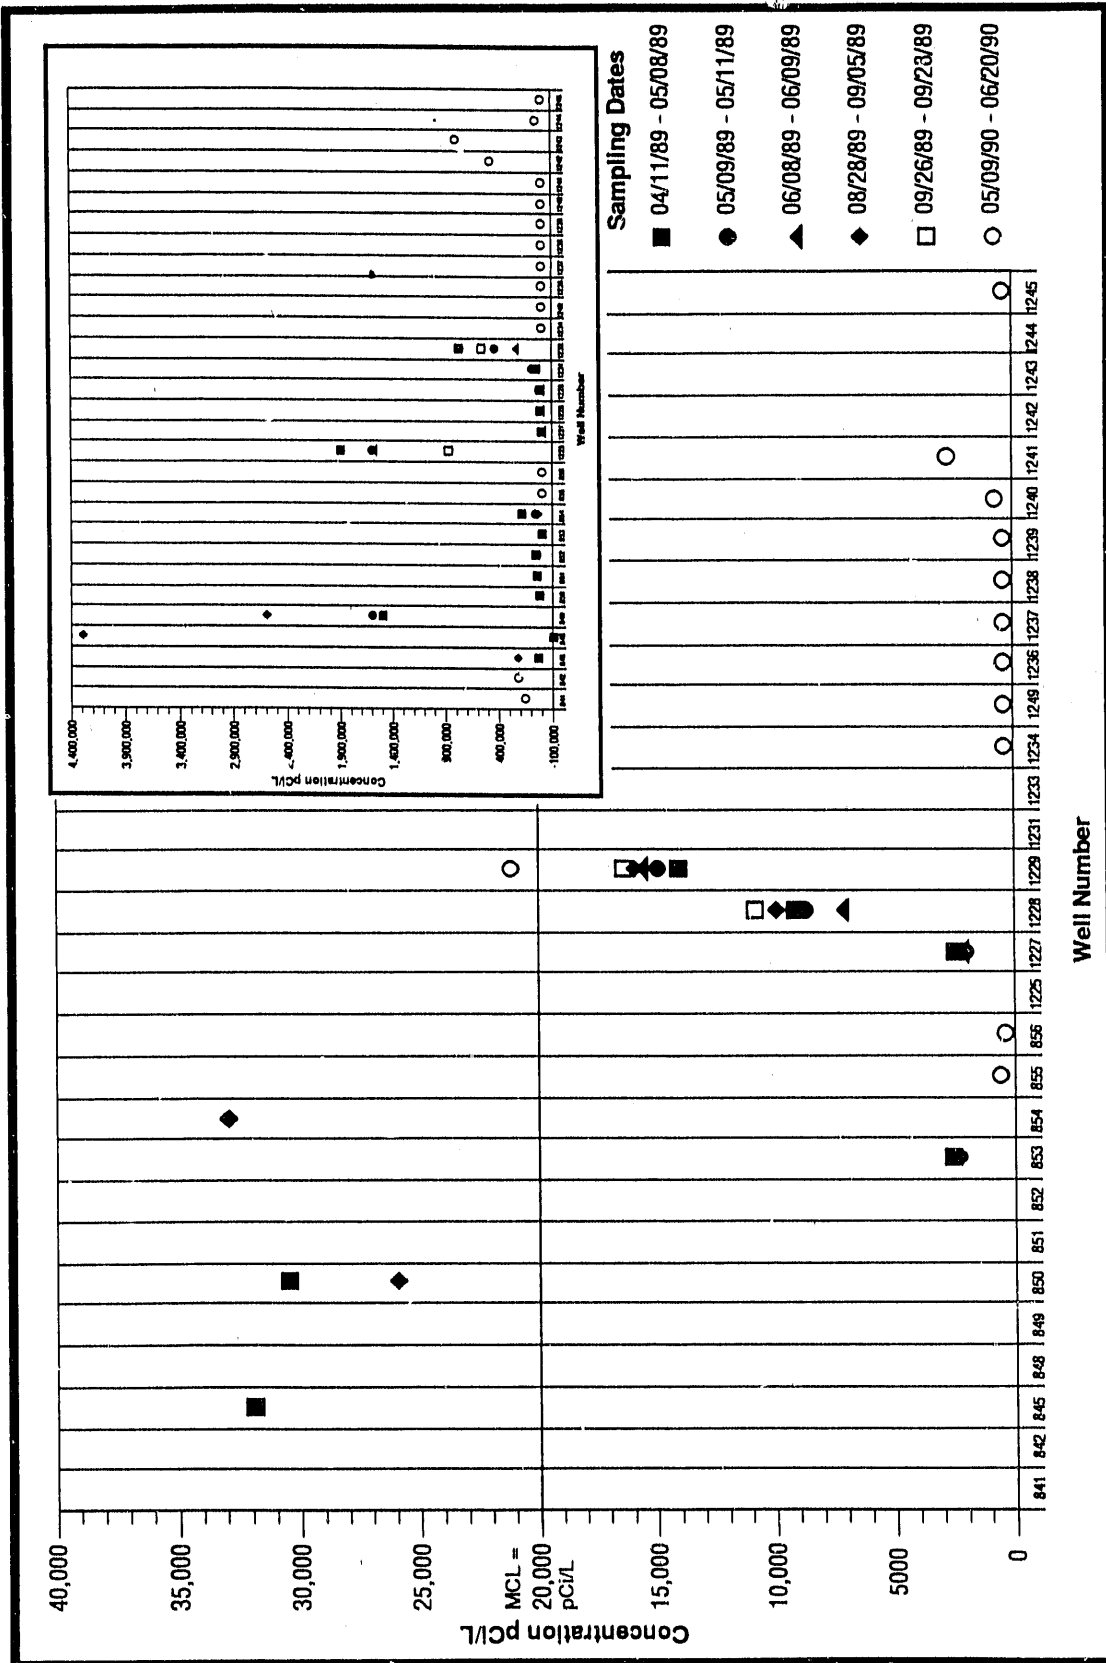 Concentration pCi/L
4,400,000
3,900,000
3,400,000
2,900,000
2,400,000
1,900,000
1,400,000
900,000
400,000
-100,000
Well Number
Sampling Dates
04/11/89 - 05/08/89
05/09/89 - 05/11/89
06/08/89 - 06/09/89
08/28/89 - 09/05/89
09/26/89 - 09/28/89
05/09/90 - 06/20/90
Concentration pCi/L
40,000
35,000
30,000
25,000
MCL =
20,000
pCi/L
15,000
10,000
5000
0
841 842 845 848 849 850 851 852 853 854 855 856 1225 1227 1228 1229 1231 1233 1234 1249 1236 1237 1238 1239 1240 1241 1242 1243 1244 1245
Well Number